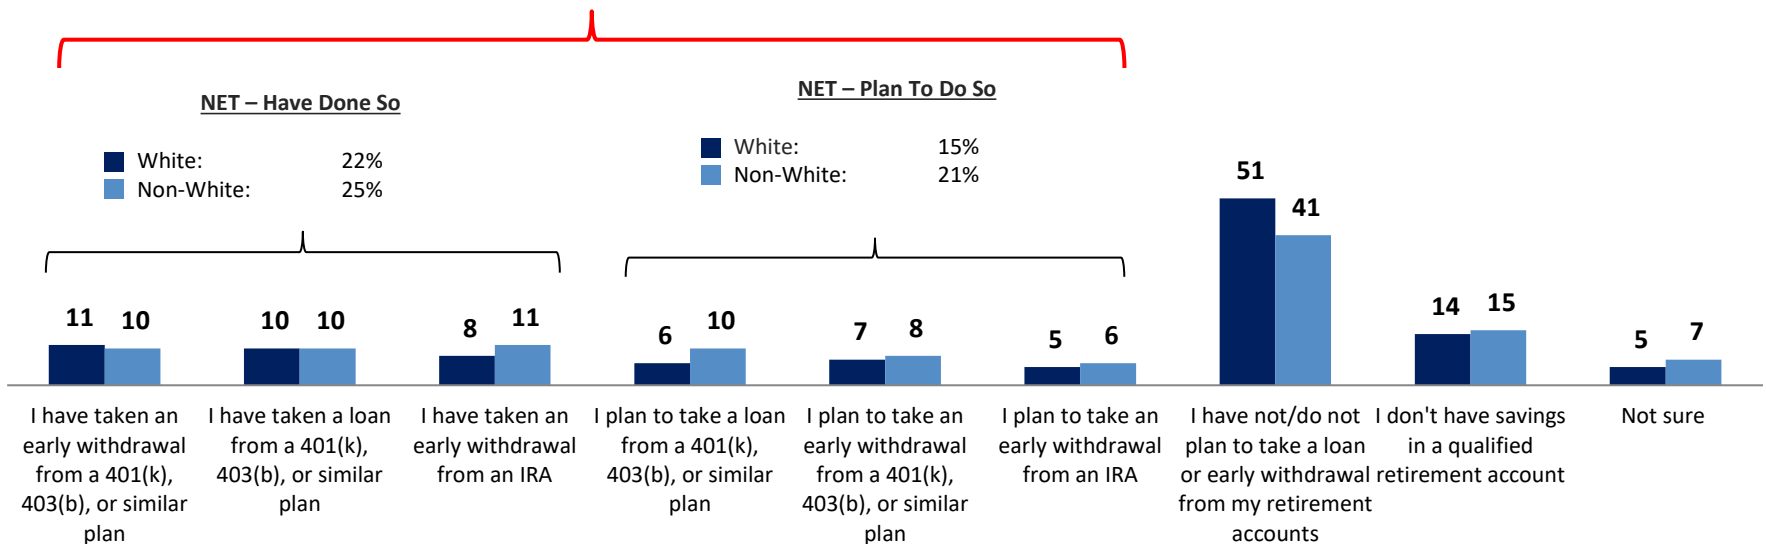 NET – Have Done So
White: 22%
Non-White: 25%
NET – Plan To Do So
White: 15%
Non-White: 21%
11 10
10 10
8 11
6 10
7 8
5 6
51 41
14 15
5 7
I have taken an
early withdrawal
from a 401(k),
403(b), or similar
plan
I have taken a loan
from a 401(k),
403(b), or similar
plan
I have taken an
early withdrawal
from an IRA
I plan to take a loan
from a 401(k),
403(b), or similar
plan
I plan to take an
early withdrawal
from a 401(k),
403(b), or similar
plan
I plan to take an
early withdrawal
from an IRA
I have not/do not
plan to take a loan
or early withdrawal
from my retirement
accounts
I don't have savings
in a qualified
retirement account
Not sure